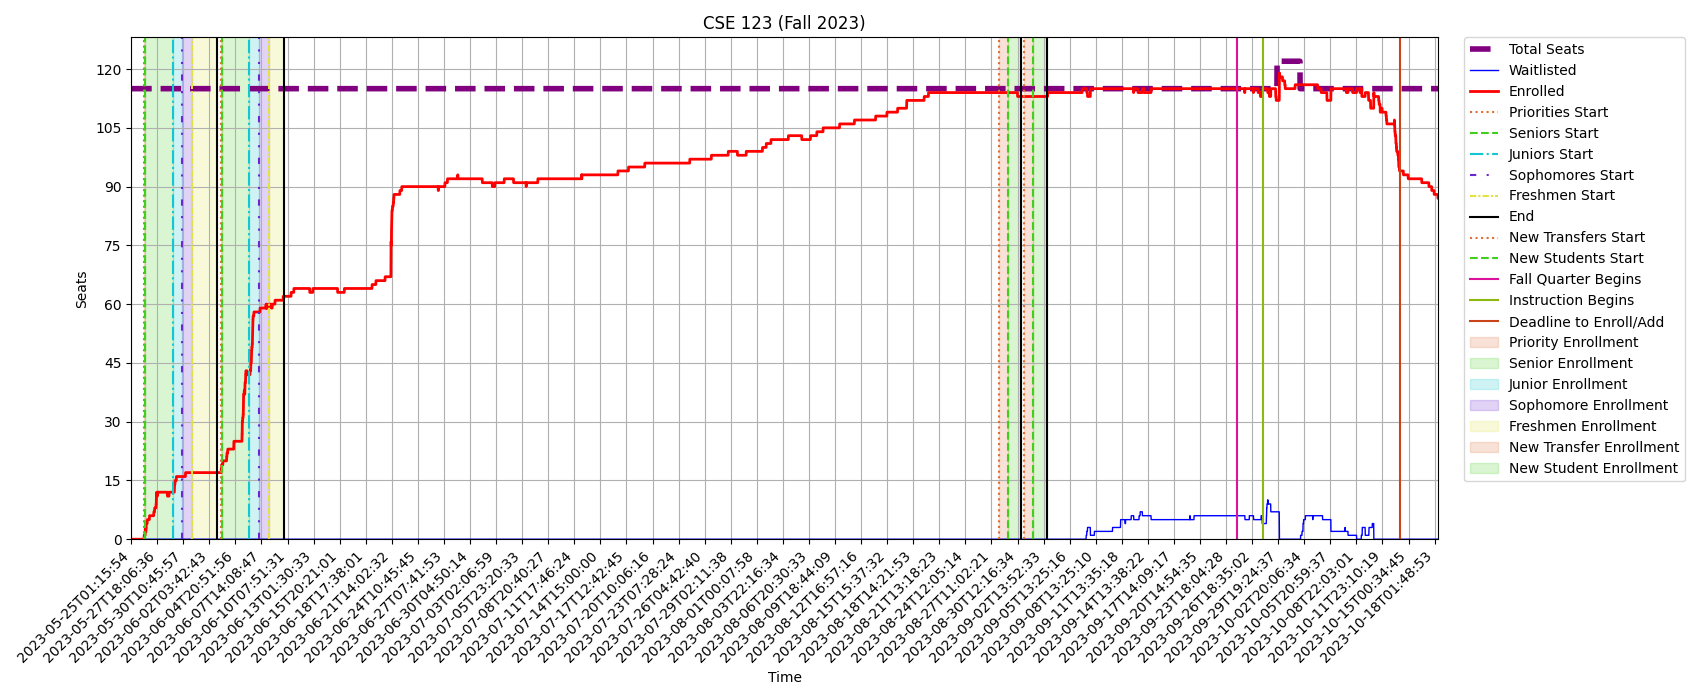 CSE 123 (Fall 2023)
Seats
120
105
90
75
60
45
30
15
0
2023-05-25T01:15:54
2023-05-27T18:06:36
2023-05-30T10:45:57
2023-06-02T03:42:43
2023-06-04T20:51:56
2023-06-07T14:08:47
2023-06-10T07:51:31
2023-06-13T01:30:33
2023-06-15T20:21:01
2023-06-18T17:38:01
2023-06-21T14:02:32
2023-06-24T10:45:45
2023-06-27T07:41:53
2023-06-30T04:50:14
2023-07-03T02:06:59
2023-07-05T23:20:33
2023-07-08T20:40:27
2023-07-11T17:46:24
2023-07-14T15:00:00
2023-07-17T12:42:45
2023-07-20T10:06:16
2023-07-23T07:28:24
2023-07-26T04:42:40
2023-07-29T02:11:38
2023-08-01T00:07:58
2023-08-03T22:16:34
2023-08-06T20:30:33
2023-08-09T18:44:09
2023-08-12T16:57:16
2023-08-15T15:37:32
2023-08-18T14:21:53
2023-08-21T13:18:23
2023-08-24T12:05:14
2023-08-27T11:02:21
2023-08-30T12:16:34
2023-09-02T13:52:33
2023-09-05T13:25:16
2023-09-08T13:25:10
2023-09-11T13:35:18
2023-09-14T13:38:22
2023-09-17T14:09:17
2023-09-20T14:54:35
2023-09-23T18:04:28
2023-09-26T18:35:02
2023-09-29T19:24:37
2023-10-02T20:06:34
2023-10-05T20:59:37
2023-10-08T22:03:01
2023-10-11T23:10:19
2023-10-15T00:34:45
2023-10-18T01:48:53
Time
Total Seats
Waitlisted
Enrolled
Priorities Start
Seniors Start
Juniors Start
Sophomores Start
Freshmen Start
End
New Transfers Start
New Students Start
Fall Quarter Begins
Instruction Begins
Deadline to Enroll/Add
Priority Enrollment
Senior Enrollment
Junior Enrollment
Sophomore Enrollment
Freshmen Enrollment
New Transfer Enrollment
New Student Enrollment